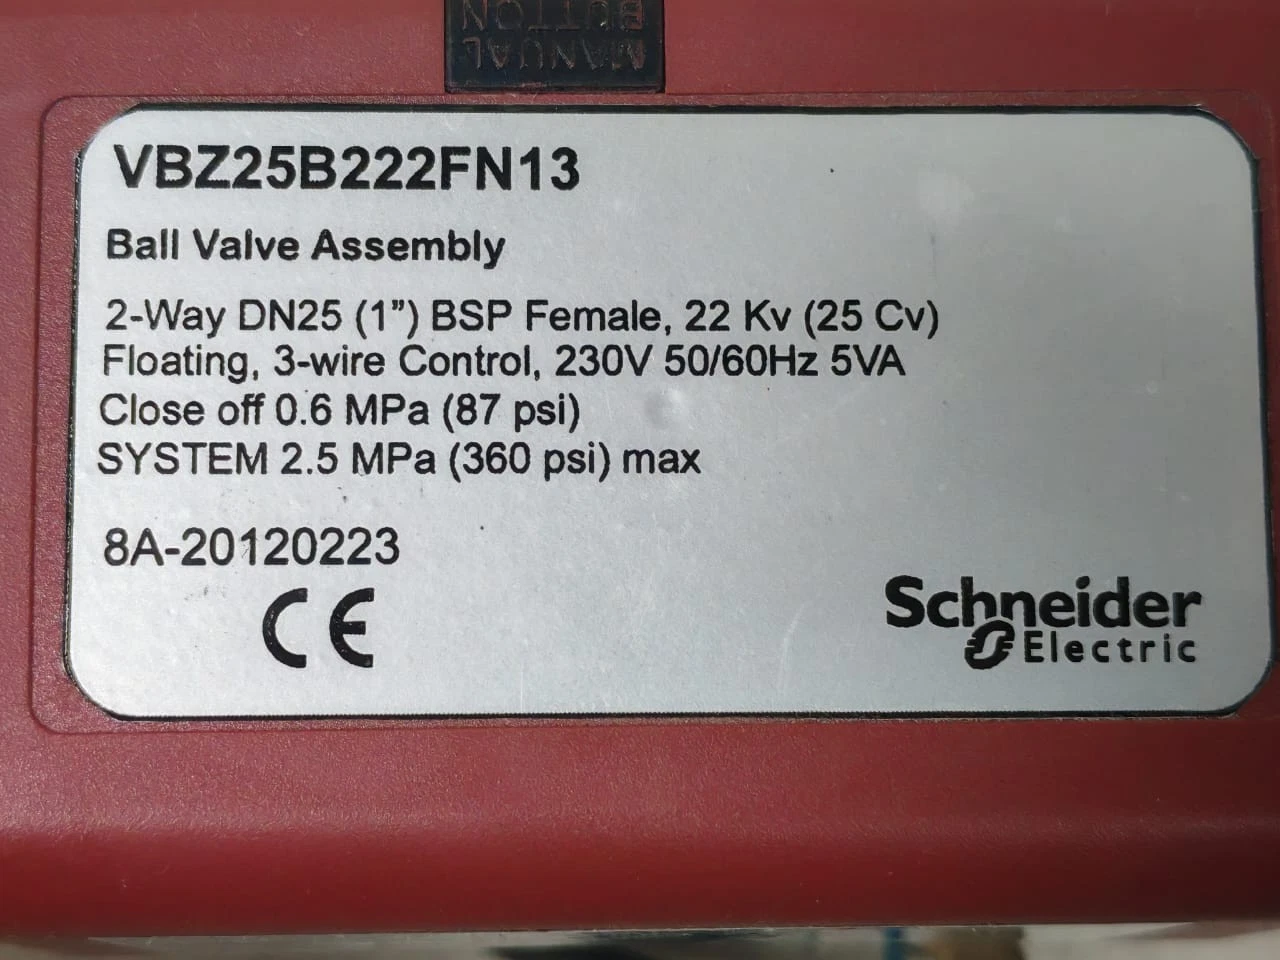 MANUAL
BUTTON
VBZ25B222FN13
Ball Valve Assembly
2-Way DN25 (1”) BSP Female, 22 Kv (25 Cv)
Floating, 3-wire Control, 230V 50/60Hz 5VA
Close off 0.6 MPa (87 psi)
SYSTEM 2.5 MPa (360 psi) max
8A-20120223
CE
Schneider
Electric